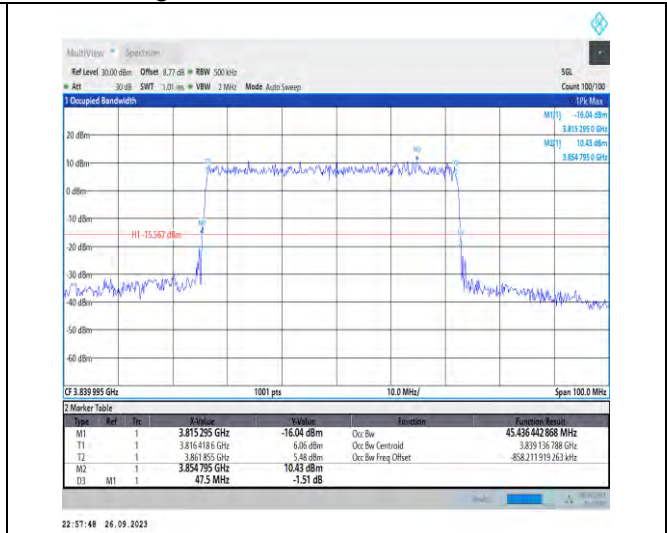 MultiView Spectrum
Ref Level 30.00 dBm Offset 8.77 dB RBW 500 kHz SGL
Att 30 dB SWT 1.01 ms VBW 2 MHz Mode Auto Sweep Count 100/100
1 Occupied Bandwidth 1Pk Max
M1[1] -16.04 dBm
3.815 295 0 GHz
20 dBm
M2[1] 10.43 dBm
3.854 795 0 GHz
M2
10 dBm
T1
T2
0 dBm
-10 dBm
M1
H1 -15.567 dBm
-20 dBm
-30 dBm
-40 dBm
-50 dBm
-60 dBm
CF 3.839 995 GHz 1001 pts 10.0 MHz/ Span 100.0 MHz
2 Marker Table
Type Ref Trc X-Value Y-Value Function Function Result
M1 1 3.815 295 GHz -16.04 dBm Occ Bw 45.436 442 868 MHz
T1 1 3.816 418 6 GHz 6.06 dBm Occ Bw Centroid 3.839 136 788 GHz
T2 1 3.861 855 GHz 5.48 dBm Occ Bw Freq Offset -858.211 919 263 kHz
M2 1 3.854 795 GHz 10.43 dBm
D3 M1 1 47.5 MHz -1.51 dB
22:57:48 26.09.2023